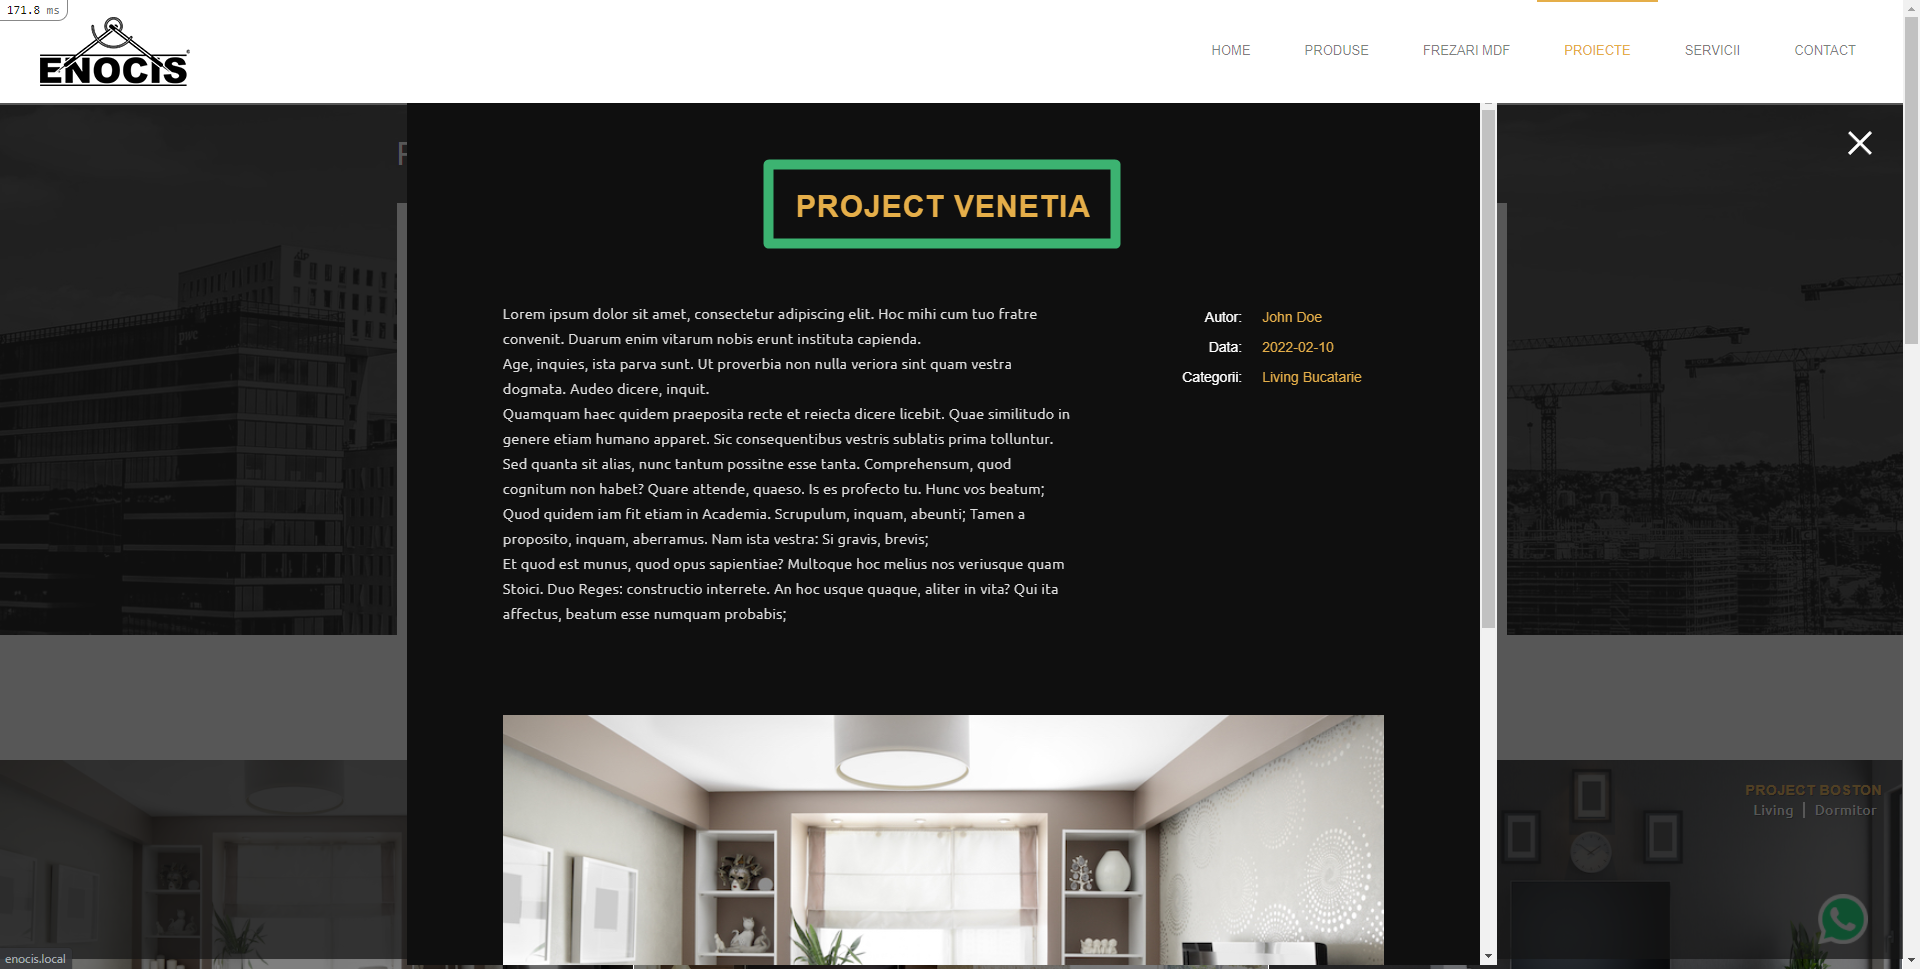 171.8 ms
ENOCIS
HOME PRODUSE FREZARI MDF PROIECTE SERVICII CONTACT
PROJECT VENETIA
Lorem ipsum dolor sit amet, consectetur adipiscing elit. Hoc mihi cum tuo fratre
convenit. Duarum enim vitarum nobis erunt instituta capienda.
Age, inquies, ista parva sunt. Ut proverbia non nulla veriora sint quam vestra
dogmata. Audeo dicere, inquit.
Quamquam haec quidem praeposita recte et reiecta dicere licebit. Quae similitudo in
genere etiam humano apparet. Sic consequentibus vestris sublatis prima tolluntur.
Sed quanta sit alias, nunc tantum possitne esse tanta. Comprehensum, quod
cognitum non habet? Quare attende, quaeso. Is es profecto tu. Hunc vos beatum;
Quod quidem iam fit etiam in Academia. Scrupulum, inquam, abeunti; Tamen a
proposito, inquam, aberramus. Nam ista vestra: Si gravis, brevis;
Et quod est munus, quod opus sapientiae? Multoque hoc melius nos veriusque quam
Stoici. Duo Reges: constructio interrete. An hoc usque quaque, aliter in vita? Qui ita
affectus, beatum esse numquam probabis;
Autor: John Doe
Data: 2022-02-10
Categorii: Living Bucatarie
PROJECT BOSTON
Living | Dormitor
enocis.local